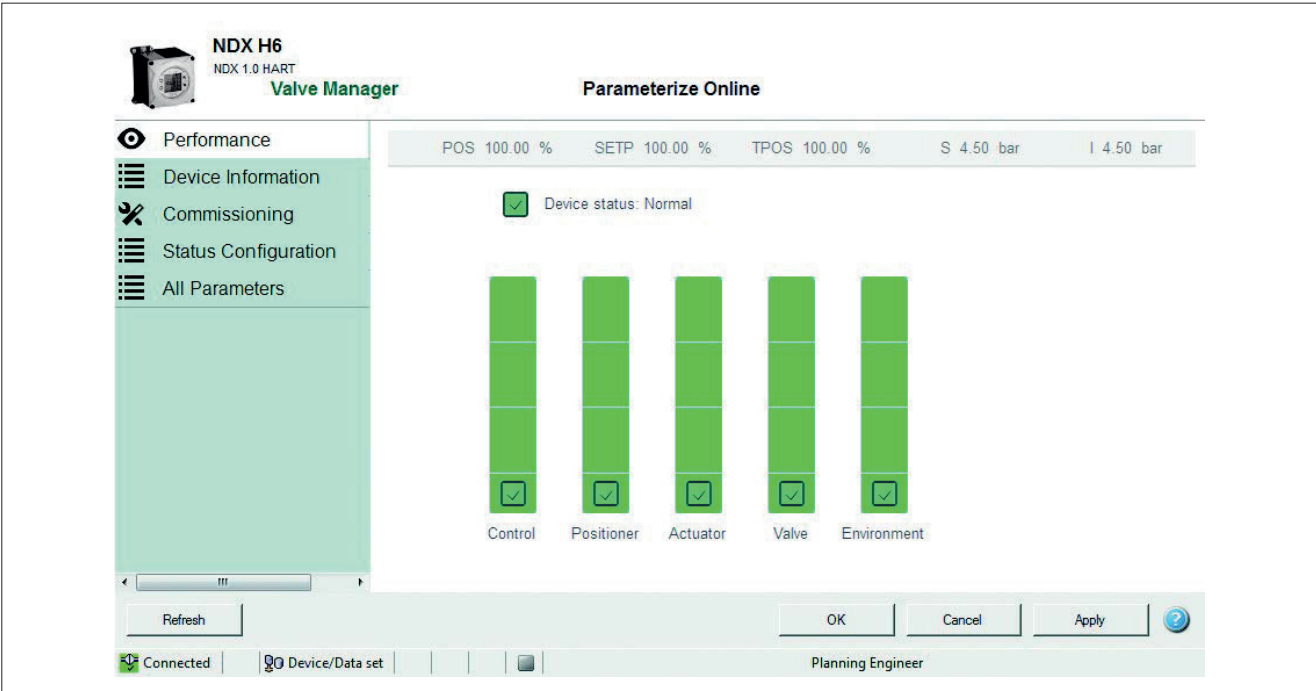 NDX H6
NDX 1.0 HART
Valve Manager
Parameterize Online
Performance
Device Information
Commissioning
Status Configuration
All Parameters
POS 100.00 % SETP 100.00 % TPOS 100.00 % S 4.50 bar I 4.50 bar
Device status: Normal
Control Positioner Actuator Valve Environment
Refresh OK Cancel Apply
Connected Device/Data set Planning Engineer